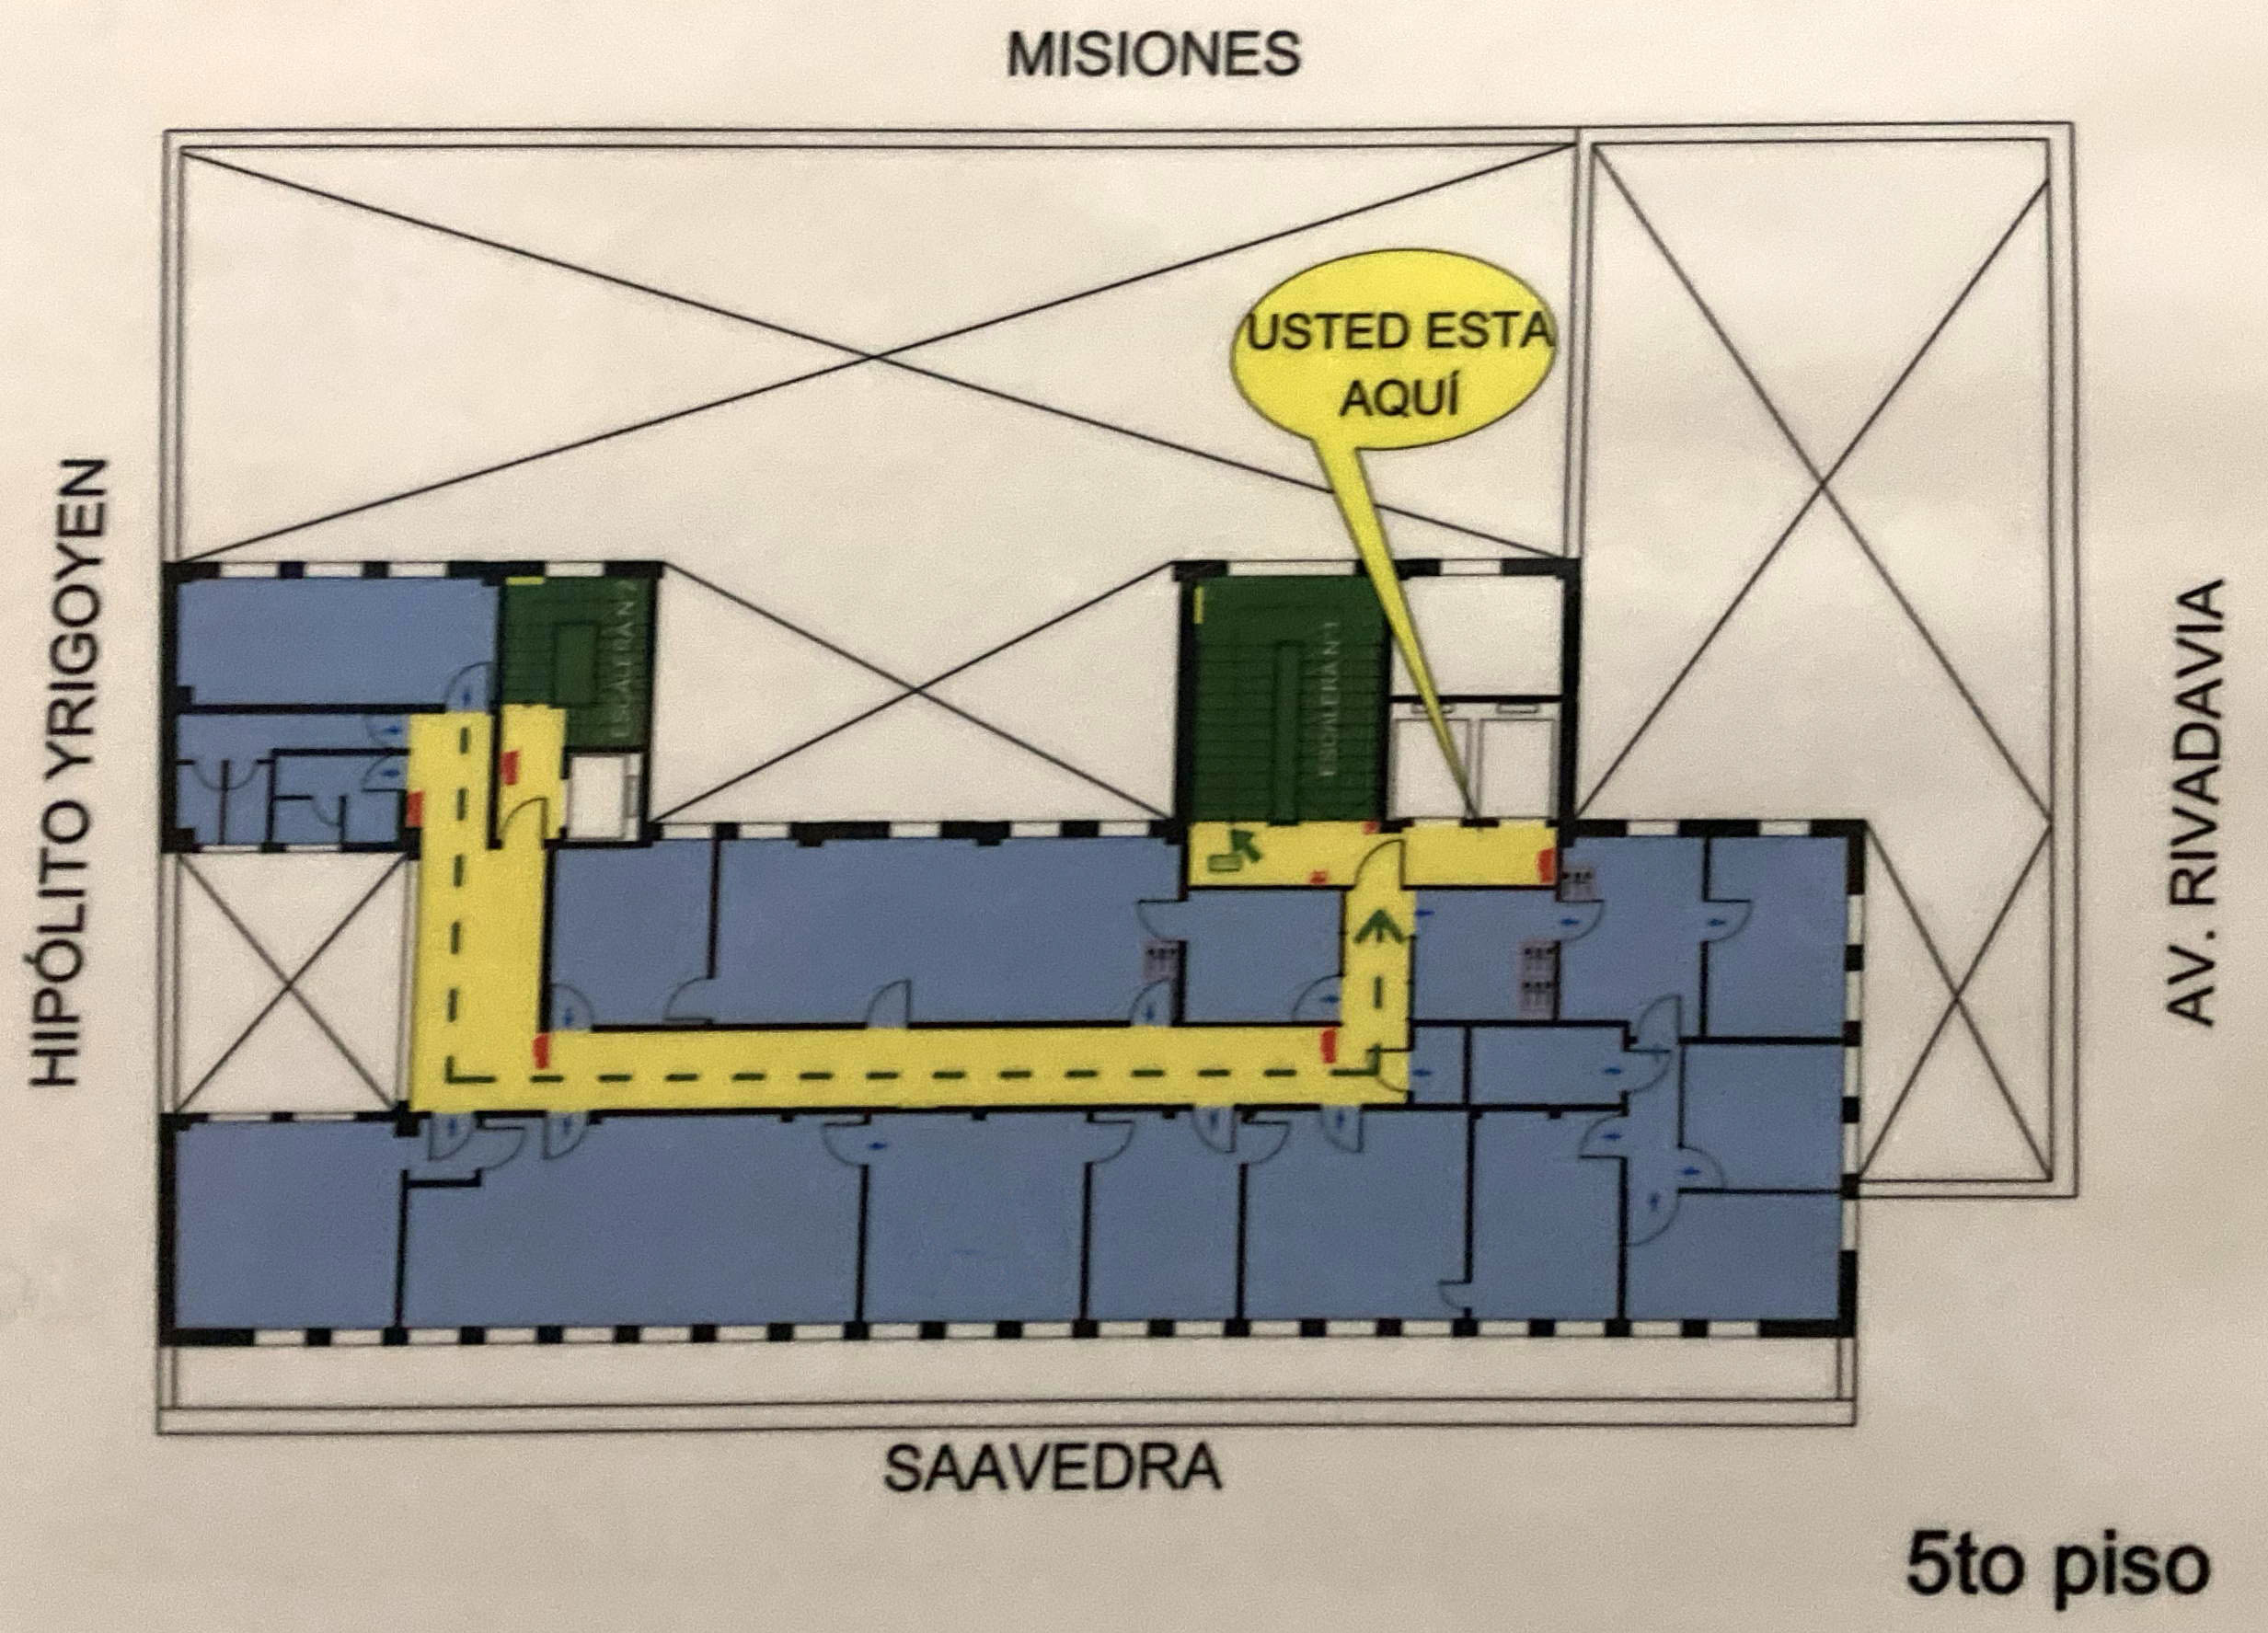 MISIONES
USTED ESTA
AQUÍ
HIPÓLITO YRIGOYEN
ESCALERA N 2
ESCALERA N°1
AV. RIVADAVIA
SAAVEDRA
5to piso